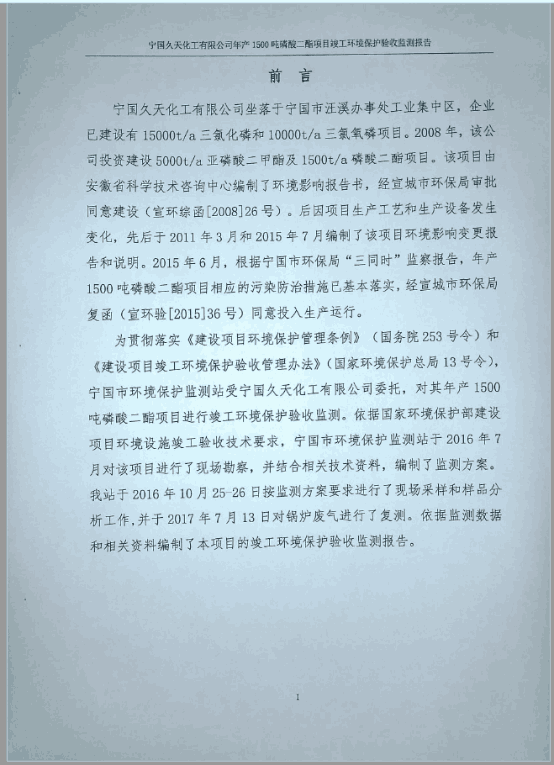 宁国久天化工有限公司年产1500吨磷酸二酯项目竣工环境保护验收监测报告
前 言
宁国久天化工有限公司坐落于宁国市汪溪办事处工业集中区，企业
已建设有15000t/a三氯化磷和10000t/a三氯氧磷项目。2008年，该公
司投资建设5000t/a亚磷酸二甲酯及1500t/a磷酸二酯项目。该项目由
安徽省科学技术咨询中心编制了环境影响报告书，经宣城市环保局审批
同意建设（宣环综函[2008]26号）。后因项目生产工艺和生产设备发生
变化，先后于2011年3月和2015年7月编制了该项目环境影响变更报
告和说明。2015年6月，根据宁国市环保局“三同时”监察报告，年产
1500吨磷酸二酯项目相应的污染防治措施已基本落实，经宣城市环保局
复函（宣环验[2015]36号）同意投入生产运行。
为贯彻落实《建设项目环境保护管理条例》（国务院253号令）和
《建设项目竣工环境保护验收管理办法》（国家环境保护总局13号令），
宁国市环境保护监测站受宁国久天化工有限公司委托，对其年产1500
吨磷酸二酯项目进行竣工环境保护验收监测。依据国家环境保护部建设
项目环境设施竣工验收技术要求，宁国市环境保护监测站于2016年7
月对该项目进行了现场勘察，并结合相关技术资料，编制了监测方案。
我站于2016年10月25-26日按监测方案要求进行了现场采样和样品分
析工作,并于2017年7月13日对锅炉废气进行了复测。依据监测数据
和相关资料编制了本项目的竣工环境保护验收监测报告。
1